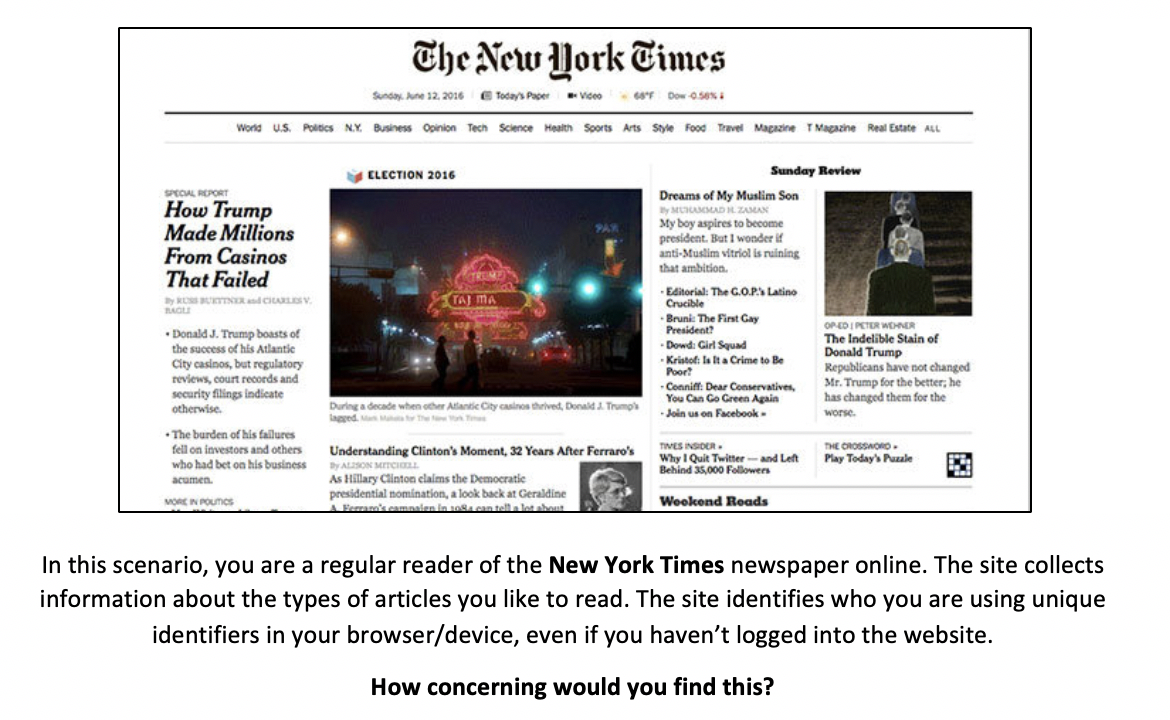 The New York Times
Sunday, June 12, 2016 Today's Paper Video 68°F Dow -0.56%
World U.S. Politics N.Y. Business Opinion Tech Science Health Sports Arts Style Food Travel Magazine T Magazine Real Estate ALL
SPECIAL REPORT
How Trump
Made Millions
From Casinos
That Failed
By RUSS BUETTNER and CHARLES V.
BAGLI
• Donald J. Trump boasts of
the success of his Atlantic
City casinos, but regulatory
reviews, court records and
security filings indicate
otherwise.
• The burden of his failures
fell on investors and others
who had bet on his business
acumen.
MORE IN POLITICS
ELECTION 2016
TRUMP
TAJ MA
During a decade when other Atlantic City casinos thrived, Donald J. Trump's
lagged. Mark Makela for The New York Times
Understanding Clinton's Moment, 32 Years After Ferraro's
By ALISON MITCHELL
As Hillary Clinton claims the Democratic
presidential nomination, a look back at Geraldine
A. Ferraro's campaign in 1984 can tell a lot about
Sunday Review
Dreams of My Muslim Son
By MUHAMMAD H. ZAMAN
My boy aspires to become
president. But I wonder if
anti-Muslim vitriol is ruining
that ambition.
• Editorial: The G.O.P.'s Latino
Crucible
• Bruni: The First Gay
President?
• Dowd: Girl Squad
• Kristof: Is It a Crime to Be
Poor?
• Conniff: Dear Conservatives,
You Can Go Green Again
• Join us on Facebook »
OP-ED | PETER WEHNER
The Indelible Stain of
Donald Trump
Republicans have not changed
Mr. Trump for the better; he
has changed them for the
worse.
TIMES INSIDER »
Why I Quit Twitter — and Left
Behind 35,000 Followers
THE CROSSWORD »
Play Today's Puzzle
Weekend Reads
In this scenario, you are a regular reader of the New York Times newspaper online. The site collects
information about the types of articles you like to read. The site identifies who you are using unique
identifiers in your browser/device, even if you haven't logged into the website.
How concerning would you find this?